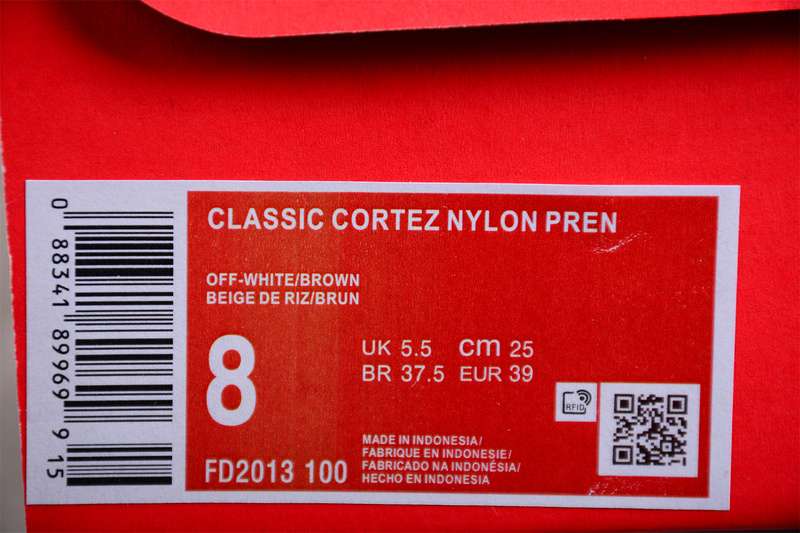 0 88341 89969 9 15
CLASSIC CORTEZ NYLON PREN
OFF-WHITE/BROWN
BEIGE DE RIZ/BRUN
8
UK 5.5 cm 25
BR 37.5 EUR 39
RFID
MADE IN INDONESIA/
FABRIQUE EN INDONESIE/
FABRICADO NA INDONÉSIA/
HECHO EN INDONESIA
FD2013 100